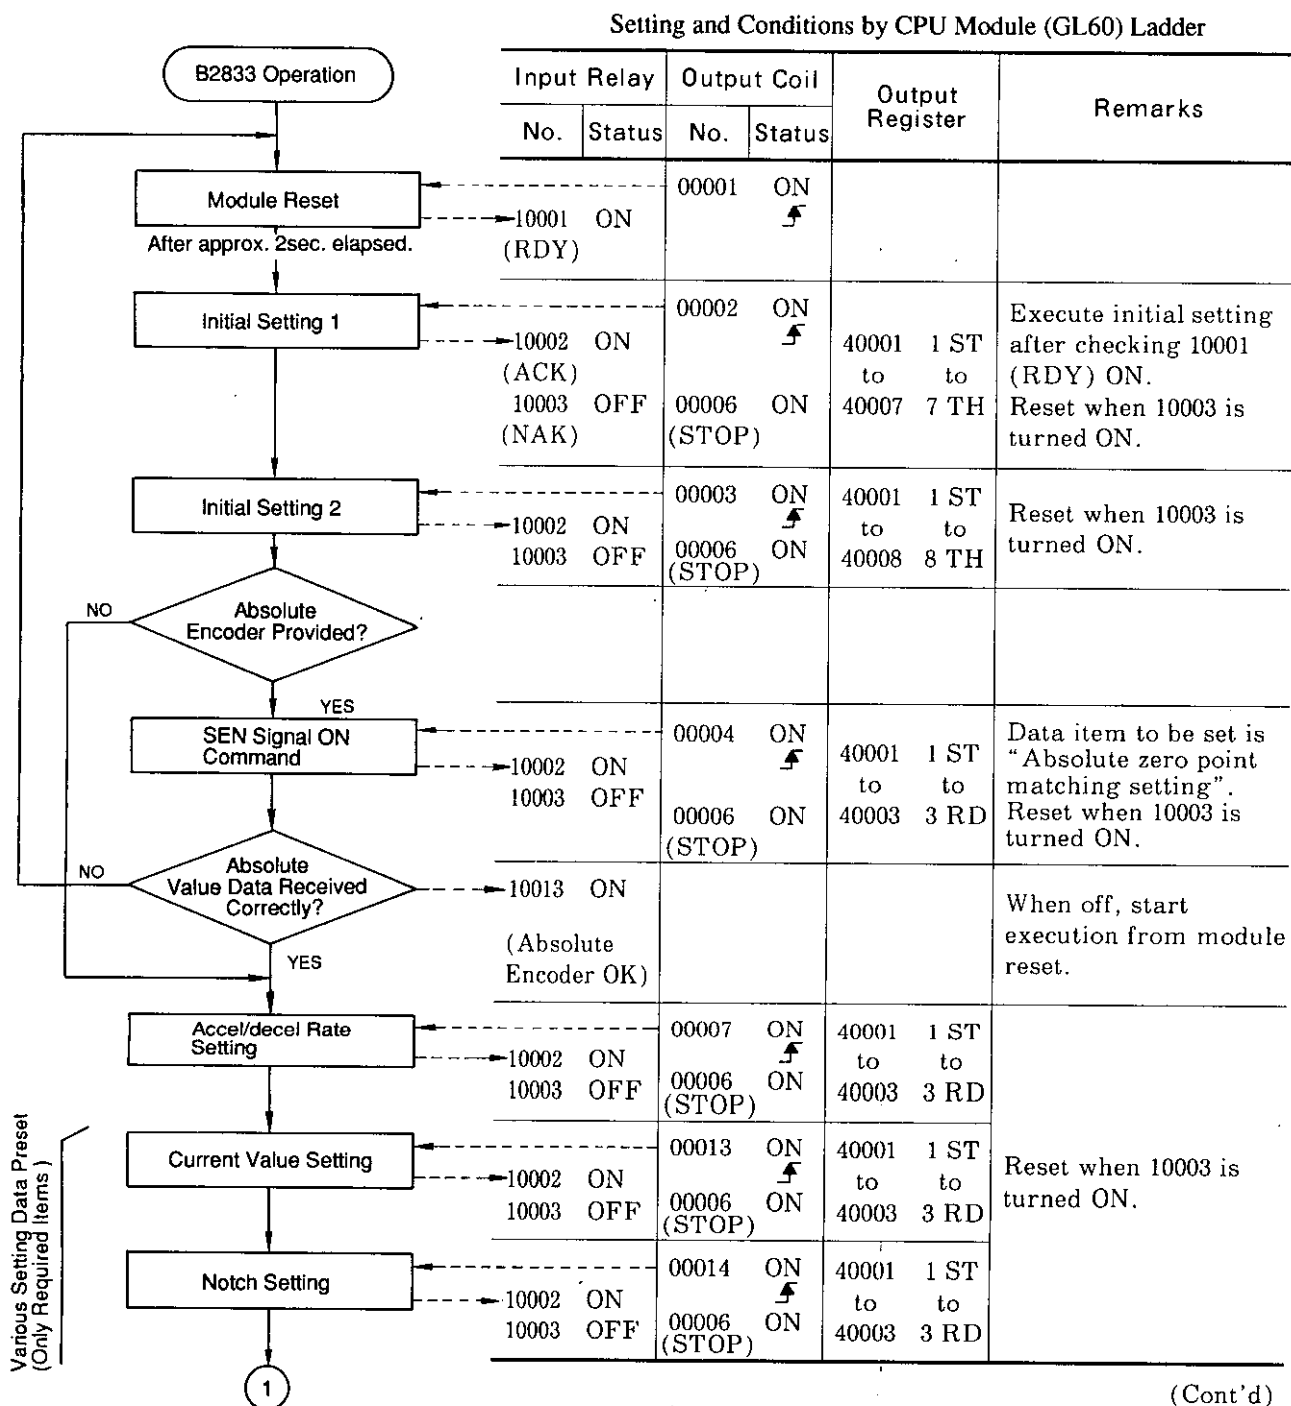 Setting and Conditions by CPU Module (GL60) Ladder
B2833 Operation
Input Relay
Output Coil
Output
Register
Remarks
No.
Status
No.
Status
Module Reset
00001 ON
10001 ON
(RDY)
After approx. 2sec. elapsed.
Initial Setting 1
00002 ON
10002 ON
(ACK)
10003 OFF
(NAK)
00006 ON
(STOP)
40001 1 ST
to to
40007 7 TH
Execute initial setting
after checking 10001
(RDY) ON.
Reset when 10003 is
turned ON.
Initial Setting 2
00003 ON
10002 ON
10003 OFF
00006 ON
(STOP)
40001 1 ST
to to
40008 8 TH
Reset when 10003 is
turned ON.
NO
Absolute
Encoder Provided?
YES
SEN Signal ON
Command
00004 ON
10002 ON
10003 OFF
00006 ON
(STOP)
40001 1 ST
to to
40003 3 RD
Data item to be set is
“Absolute zero point
matching setting”.
Reset when 10003 is
turned ON.
NO
Absolute
Value Data Received
Correctly?
YES
10013 ON
(Absolute
Encoder OK)
When off, start
execution from module
reset.
Accel/decel Rate
Setting
00007 ON
10002 ON
10003 OFF
00006 ON
(STOP)
40001 1 ST
to to
40003 3 RD
Various Setting Data Preset
(Only Required Items )
Current Value Setting
00013 ON
10002 ON
10003 OFF
00006 ON
(STOP)
40001 1 ST
to to
40003 3 RD
Reset when 10003 is
turned ON.
Notch Setting
00014 ON
10002 ON
10003 OFF
00006 ON
(STOP)
40001 1 ST
to to
40003 3 RD
1
(Cont'd)